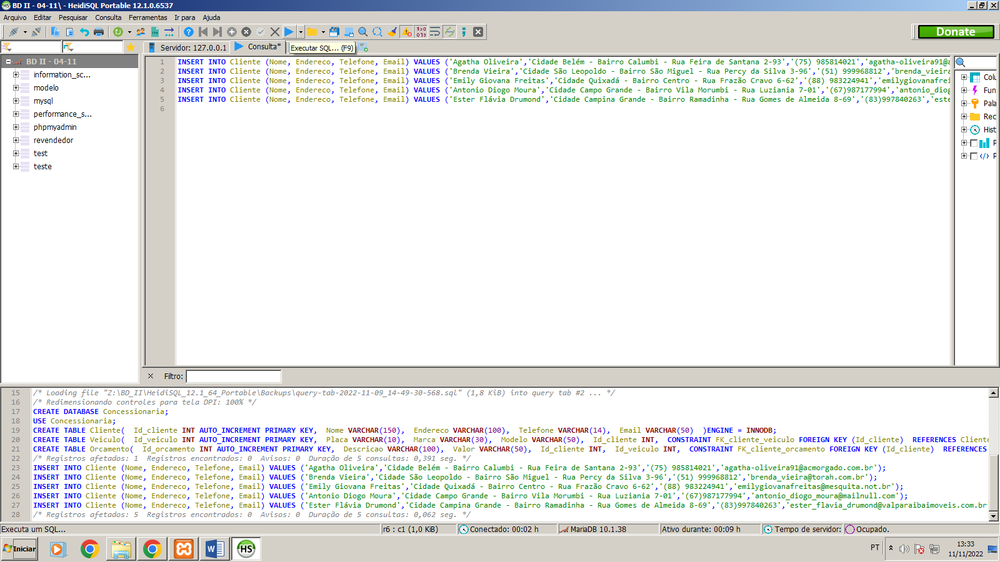 BD II - 04-11\ - HeidiSQL Portable 12.1.0.6537
Arquivo Editar Pesquisar Consulta Ferramentas Ir para Ajuda
Donate
Servidor: 127.0.0.1 Consulta* Executar SQL... (F9)
BD II - 04-11
information_sc...
modelo
mysql
performance_s...
phpmyadmin
revendedor
test
teste
1 INSERT INTO Cliente (Nome, Endereco, Telefone, Email) VALUES ('Agatha Oliveira','Cidade Belém - Bairro Calumbi - Rua Feira de Santana 2-93','(75) 985814021','agatha-oliveira91@a
2 INSERT INTO Cliente (Nome, Endereco, Telefone, Email) VALUES ('Brenda Vieira','Cidade São Leopoldo - Bairro São Miguel - Rua Percy da Silva 3-96','(51) 999968812','brenda_vieira
3 INSERT INTO Cliente (Nome, Endereco, Telefone, Email) VALUES ('Emily Giovana Freitas','Cidade Quixadá - Bairro Centro - Rua Frazão Cravo 6-62','(88) 983224941','emilygiovanafrei
4 INSERT INTO Cliente (Nome, Endereco, Telefone, Email) VALUES ('Antonio Diogo Moura','Cidade Campo Grande - Bairro Vila Morumbi - Rua Luziania 7-01','(67)987177994','antonio_diog
5 INSERT INTO Cliente (Nome, Endereco, Telefone, Email) VALUES ('Ester Flávia Drumond','Cidade Campina Grande - Bairro Ramadinha - Rua Gomes de Almeida 8-69','(83)997840263','este
6
Colu
Fun
Pala
Rec
Hist
P
P
Filtro:
15 /* Loading file "Z:\BD_II\HeidiSQL_12.1_64_Portable\Backups\query-tab-2022-11-09_14-49-30-568.sql" (1,8 KiB) into query tab #2 ... */
16 /* Redimensionando controles para tela DPI: 100% */
17 CREATE DATABASE Concessionaria;
18 USE Concessionaria;
19 CREATE TABLE Cliente( Id_cliente INT AUTO_INCREMENT PRIMARY KEY, Nome VARCHAR(150), Endereco VARCHAR(100), Telefone VARCHAR(14), Email VARCHAR(50) )ENGINE = INNODB;
20 CREATE TABLE Veiculo( Id_veiculo INT AUTO_INCREMENT PRIMARY KEY, Placa VARCHAR(10), Marca VARCHAR(30), Modelo VARCHAR(50), Id_cliente INT, CONSTRAINT FK_cliente_veiculo FOREIGN KEY (Id_cliente) REFERENCES Cliente
21 CREATE TABLE Orcamento( Id_orcamento INT AUTO_INCREMENT PRIMARY KEY, Descricao VARCHAR(100), Valor VARCHAR(50), Id_cliente INT, Id_veiculo INT, CONSTRAINT FK_cliente_orcamento FOREIGN KEY (Id_cliente) REFERENCES
22 /* Registros afetados: 1 Registros encontrados: 0 Avisos: 0 Duração de 5 consultas: 0,391 seg. */
23 INSERT INTO Cliente (Nome, Endereco, Telefone, Email) VALUES ('Agatha Oliveira','Cidade Belém - Bairro Calumbi - Rua Feira de Santana 2-93','(75) 985814021','agatha-oliveira91@acmorgado.com.br');
24 INSERT INTO Cliente (Nome, Endereco, Telefone, Email) VALUES ('Brenda Vieira','Cidade São Leopoldo - Bairro São Miguel - Rua Percy da Silva 3-96','(51) 999968812','brenda_vieira@torah.com.br');
25 INSERT INTO Cliente (Nome, Endereco, Telefone, Email) VALUES ('Emily Giovana Freitas','Cidade Quixadá - Bairro Centro - Rua Frazão Cravo 6-62','(88) 983224941','emilygiovanafreitas@mesquita.not.br');
26 INSERT INTO Cliente (Nome, Endereco, Telefone, Email) VALUES ('Antonio Diogo Moura','Cidade Campo Grande - Bairro Vila Morumbi - Rua Luziania 7-01','(67)987177994','antonio_diogo_moura@mailnull.com');
27 INSERT INTO Cliente (Nome, Endereco, Telefone, Email) VALUES ('Ester Flávia Drumond','Cidade Campina Grande - Bairro Ramadinha - Rua Gomes de Almeida 8-69','(83)997840263','ester_flavia_drumond@valparaibaimoveis.com.br
28 /* Registros afetados: 5 Registros encontrados: 0 Avisos: 0 Duração de 5 consultas: 0,062 seg. */
Executa um SQL... r6 : c1 (1,0 KiB) Conectado: 00:02 h MariaDB 10.1.38 Ativo durante: 00:09 h Tempo de servidor: Ocupado.
Iniciar HS PT 13:33
11/11/2022